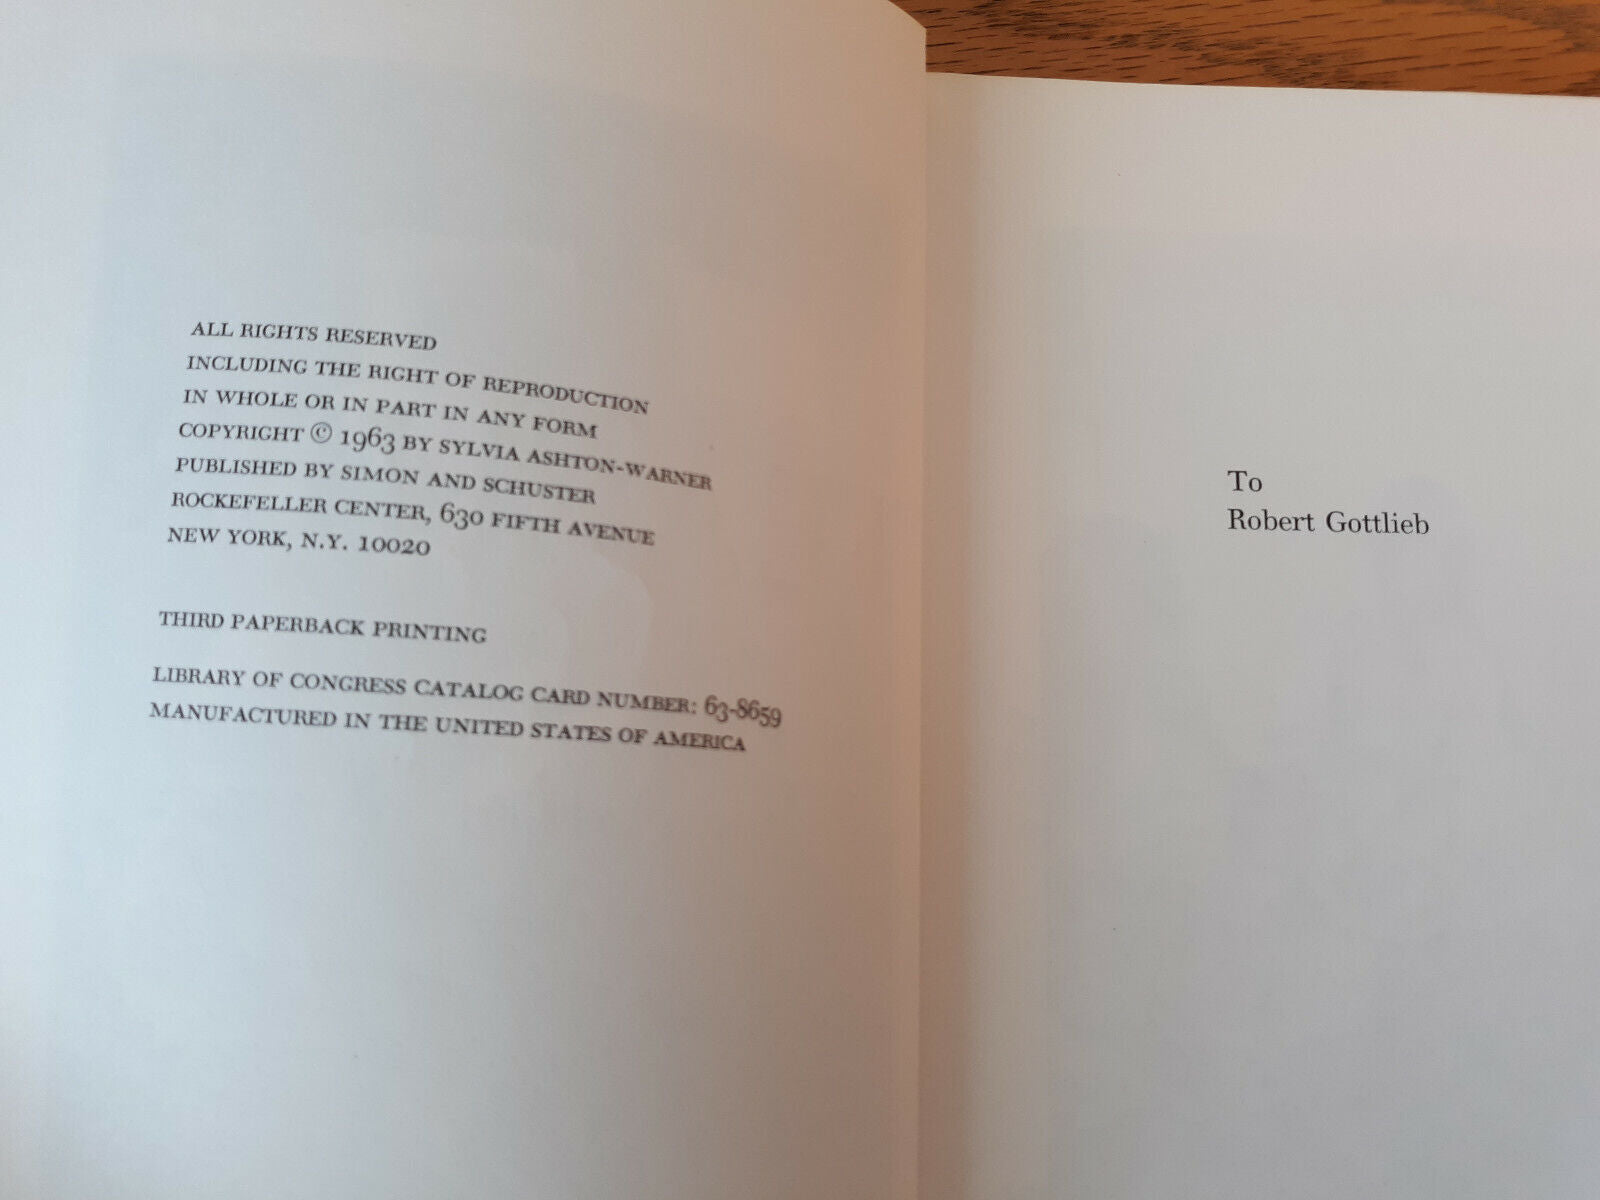 ALL RIGHTS RESERVED
INCLUDING THE RIGHT OF REPRODUCTION
IN WHOLE OR IN PART IN ANY FORM
COPYRIGHT © 1963 BY SYLVIA ASHTON-WARNER
PUBLISHED BY SIMON AND SCHUSTER
ROCKEFELLER CENTER, 630 FIFTH AVENUE
NEW YORK, N.Y. 10020
THIRD PAPERBACK PRINTING
LIBRARY OF CONGRESS CATALOG CARD NUMBER: 63-8659
MANUFACTURED IN THE UNITED STATES OF AMERICA
To
Robert Gottlieb